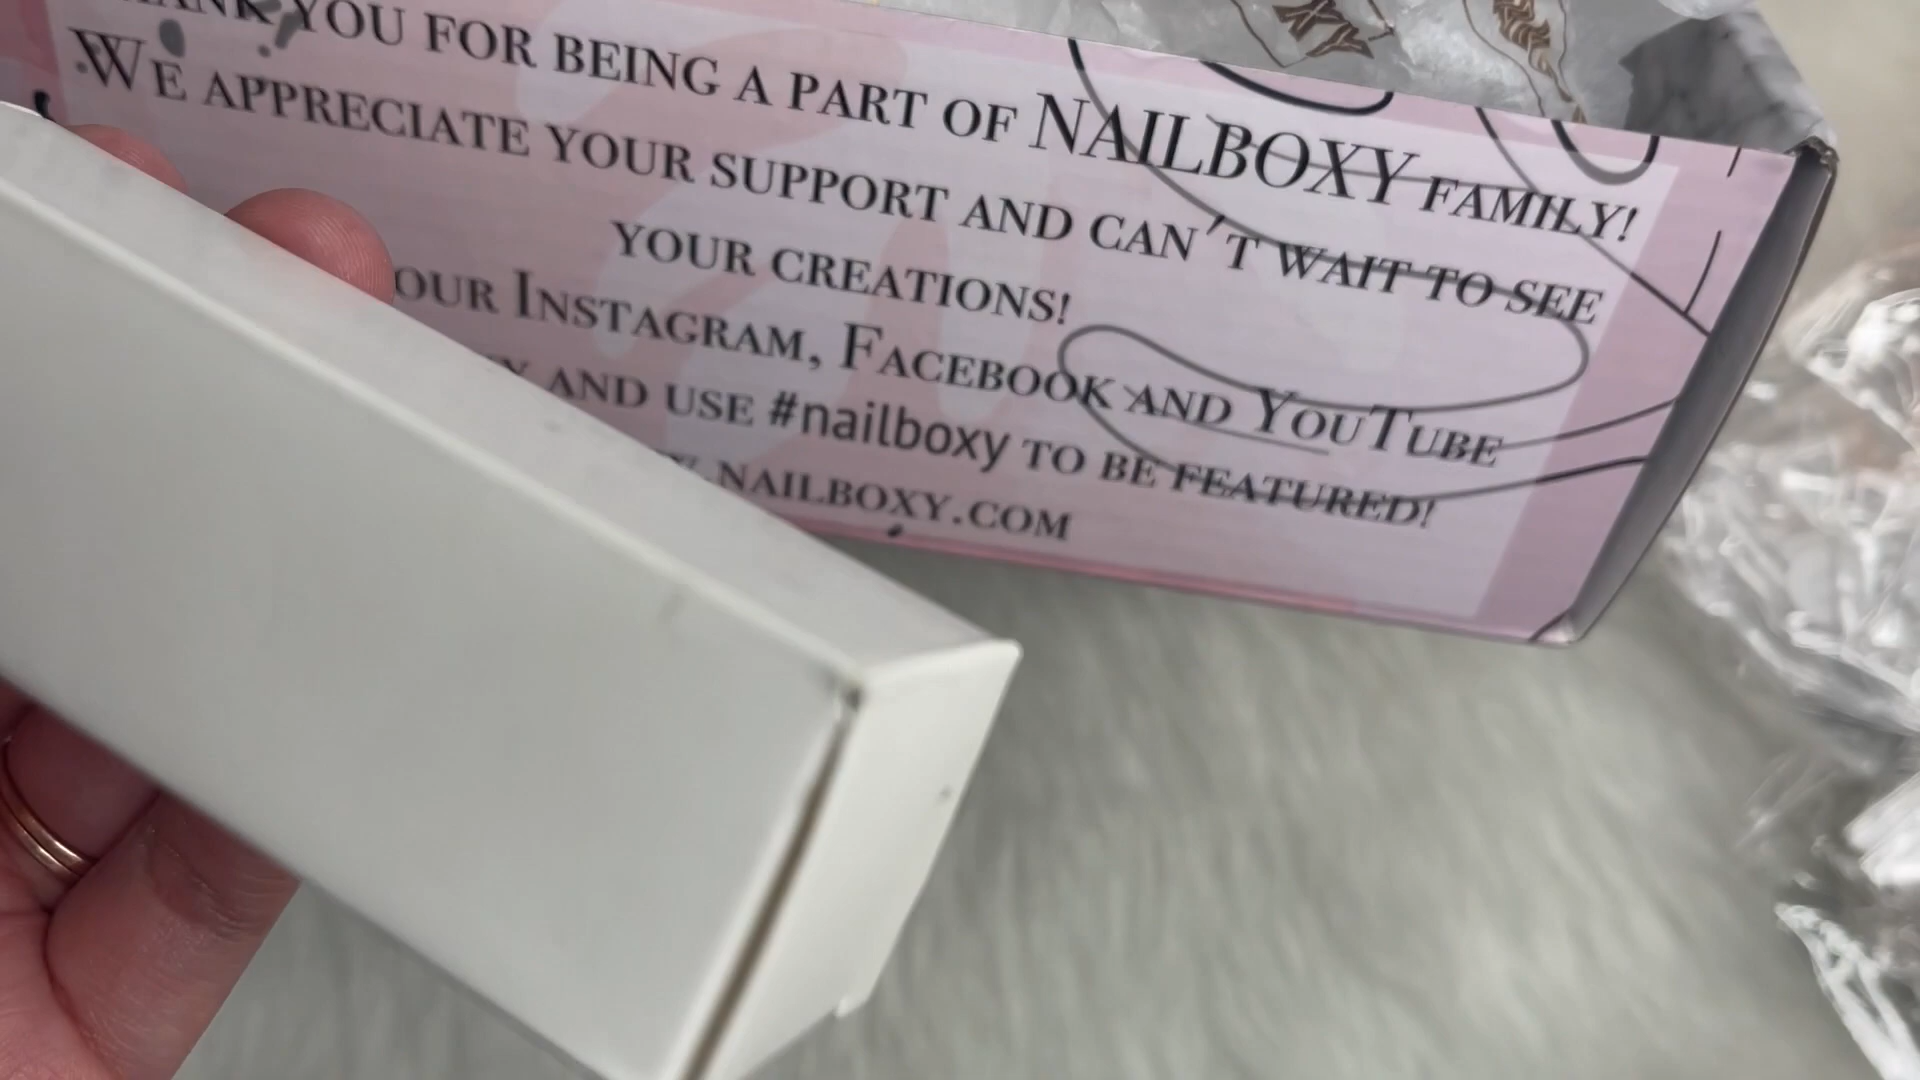 YOU FOR BEING A PART OF NAILBOXY FAMILY!
WE APPRECIATE YOUR SUPPORT AND CAN'T WAIT TO SEE
YOUR CREATIONS!
OUR INSTAGRAM, FACEBOOK AND YOUTUBE
AND USE #nailboxy TO BE FEATURED!
.NAILBOXY.COM